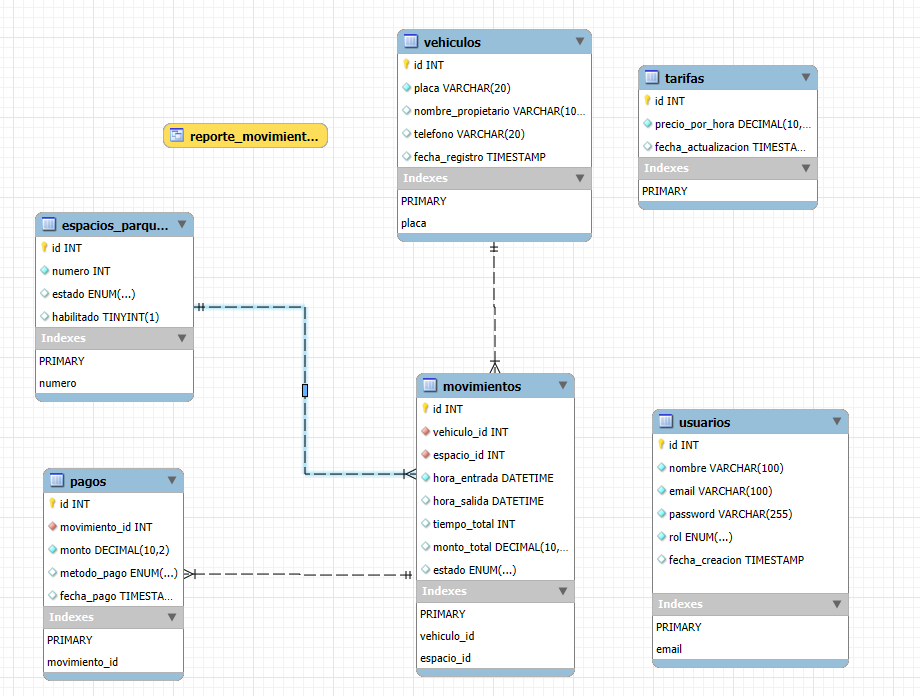 vehiculos
id INT
placa VARCHAR(20)
nombre_propietario VARCHAR(10...
telefono VARCHAR(20)
fecha_registro TIMESTAMP
Indexes
PRIMARY
placa
tarifas
id INT
precio_por_hora DECIMAL(10,...
fecha_actualizacion TIMESTA...
Indexes
PRIMARY
reporte_movimient...
espacios_parqu...
id INT
numero INT
estado ENUM(...)
habilitado TINYINT(1)
Indexes
PRIMARY
numero
movimientos
id INT
vehiculo_id INT
espacio_id INT
hora_entrada DATETIME
hora_salida DATETIME
tiempo_total INT
monto_total DECIMAL(10,...
estado ENUM(...)
Indexes
PRIMARY
vehiculo_id
espacio_id
usuarios
id INT
nombre VARCHAR(100)
email VARCHAR(100)
password VARCHAR(255)
rol ENUM(...)
fecha_creacion TIMESTAMP
Indexes
PRIMARY
email
pagos
id INT
movimiento_id INT
monto DECIMAL(10,2)
metodo_pago ENUM(...)
fecha_pago TIMESTA...
Indexes
PRIMARY
movimiento_id